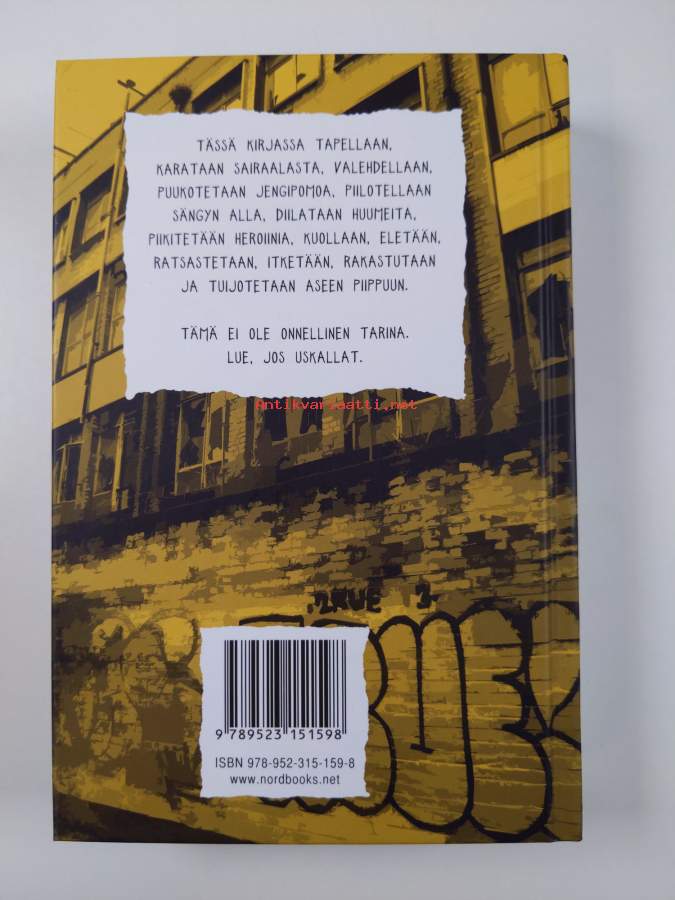 TÄSSÄ KIRJASSA TAPELLAAN,
KARATAAN SAIRAALASTA, VALEHDELLAAN,
PUUKOTETAAN JENGIPOMOA, PIILOTELLAAN
SÄNGYN ALLA, DIILATAAN HUUMEITA,
PIIKITETÄÄN HEROIINIA, KUOLLAAN, ELETÄÄN,
RATSASTETAAN, ITKETÄÄN, RAKASTUTAAN
JA TUIJOTETAAN ASEEN PIIPPUUN.
TÄMÄ EI OLE ONNELLINEN TARINA.
LUE, JOS USKALLAT.
Antikvariaatti.net
9 789523 151598
ISBN 978-952-315-159-8
www.nordbooks.net